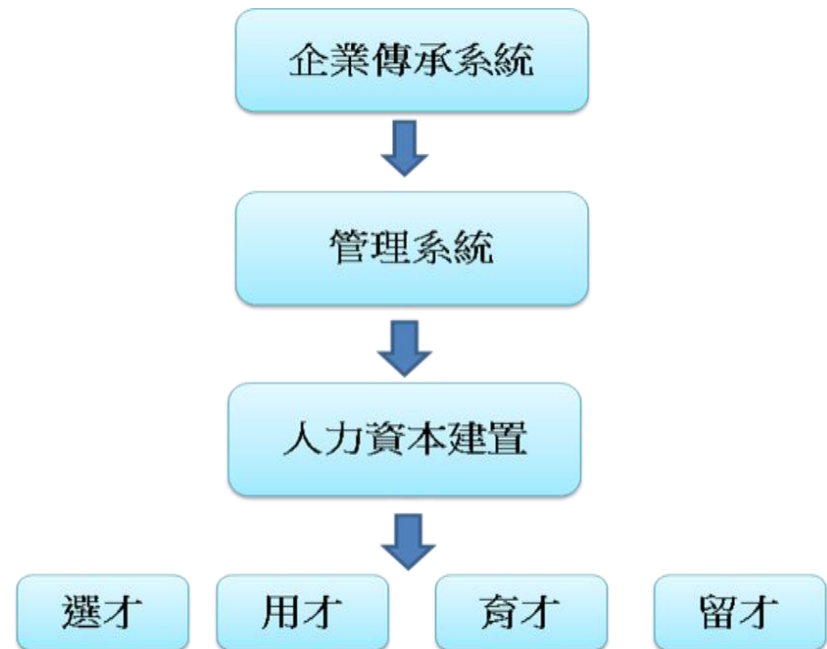 企業傳承系統
管理系統
人力資本建置
選才
用才
育才
留才